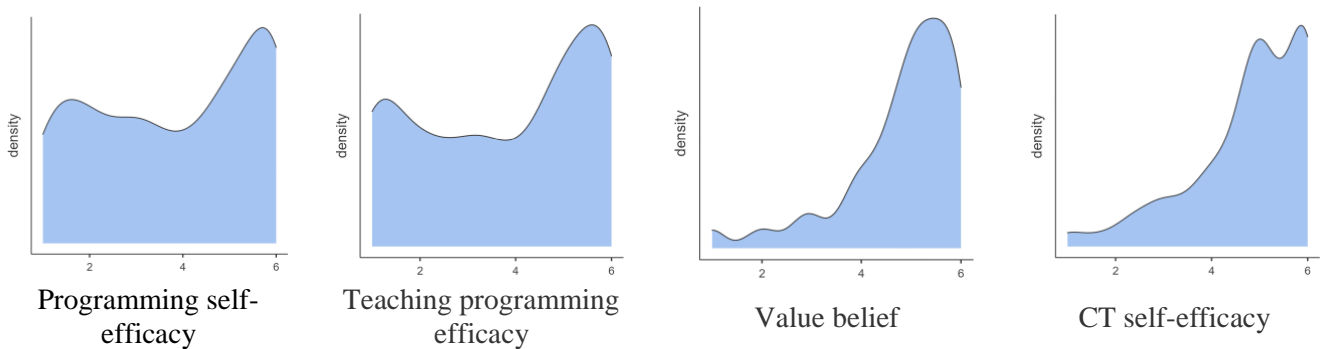 density
2 4 6
Programming self-
efficacy
density
2 4 6
Teaching programming
efficacy
density
2 4 6
Value belief
density
2 4 6
CT self-efficacy